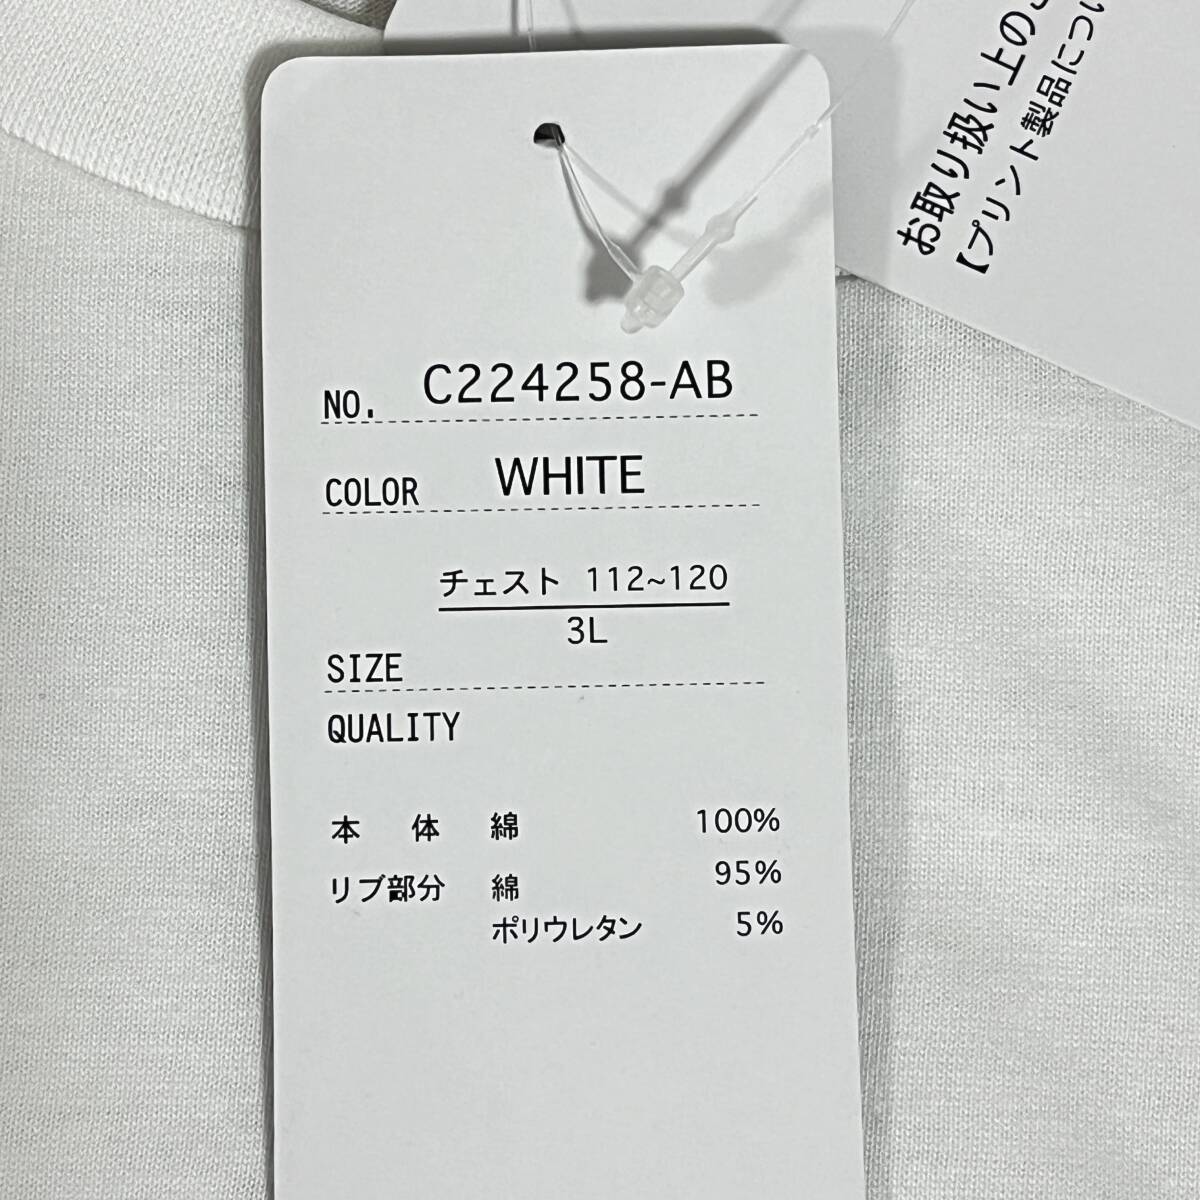 お取り扱い上の
【プリント製品につい
NO. C224258-AB
COLOR WHITE
チェスト 112~120
3L
SIZE
QUALITY
本 体 綿 100%
リブ部分 綿 95%
ポリウレタン 5%